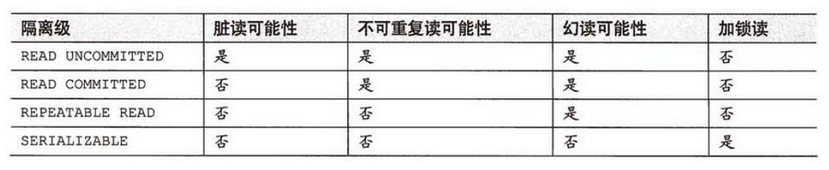 隔离级 脏读可能性 不可重复读可能性 幻读可能性 加锁读
READ UNCOMMITTED 是 是 是 否
READ COMMITTED 否 是 是 否
REPEATABLE READ 否 否 是 否
SERIALIZABLE 否 否 否 是